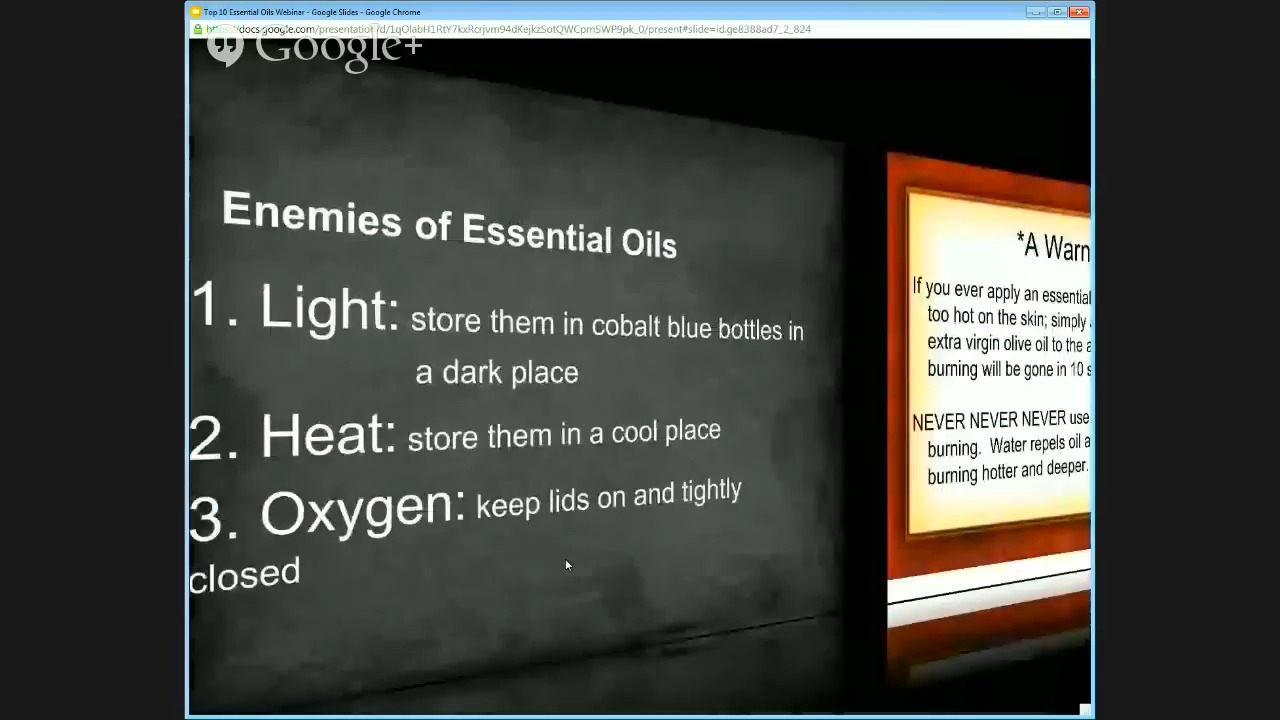 Top 10 Essential Oils Webinar - Google Slides - Google Chrome
Google+
Enemies of Essential Oils
1. Light: store them in cobalt blue bottles in
a dark place
2. Heat: store them in a cool place
3. Oxygen: keep lids on and tightly
closed
*A Warn
If you ever apply an essential
too hot on the skin; simply
extra virgin olive oil to the a
burning will be gone in 10 s
NEVER NEVER NEVER use
burning. Water repels oil a
burning hotter and deeper.